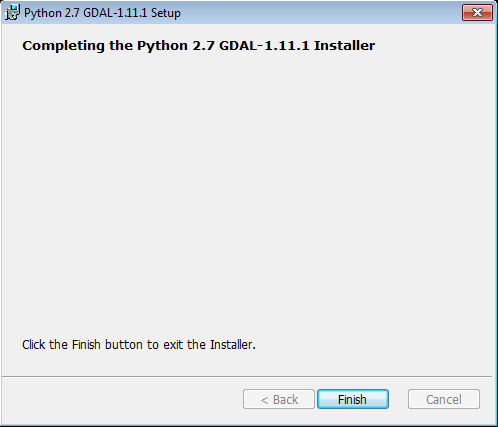 Python 2.7 GDAL-1.11.1 Setup
Completing the Python 2.7 GDAL-1.11.1 Installer
Click the Finish button to exit the Installer.
< Back
Finish
Cancel